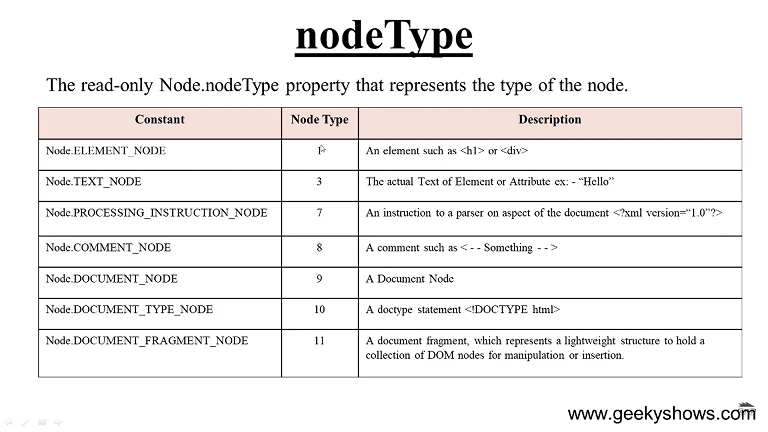 nodeType
The read-only Node.nodeType property that represents the type of the node.
Constant Node Type Description
Node.ELEMENT_NODE 1 An element such as <h1> or <div>
Node.TEXT_NODE 3 The actual Text of Element or Attribute ex: - “Hello”
Node.PROCESSING_INSTRUCTION_NODE 7 An instruction to a parser on aspect of the document <?xml version=“1.0”?>
Node.COMMENT_NODE 8 A comment such as < - - Something - - >
Node.DOCUMENT_NODE 9 A Document Node
Node.DOCUMENT_TYPE_NODE 10 A doctype statement <!DOCTYPE html>
Node.DOCUMENT_FRAGMENT_NODE 11 A document fragment, which represents a lightweight structure to hold a
collection of DOM nodes for manipulation or insertion.
www.geekyshows.com